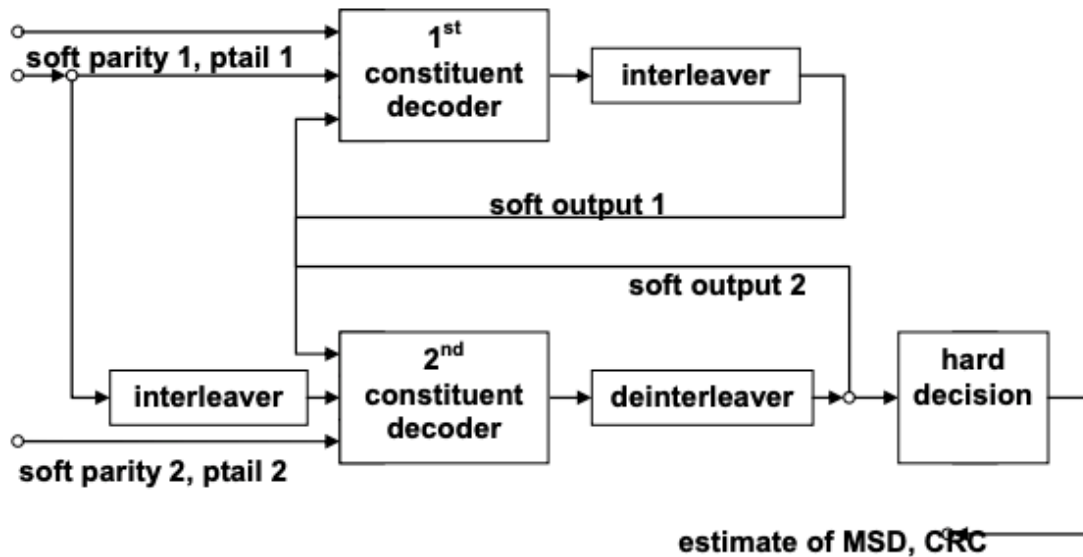 soft parity 1, ptail 1
1st
constituent
decoder
interleaver
soft output 1
soft output 2
interleaver
2nd
constituent
decoder
deinterleaver
hard
decision
soft parity 2, ptail 2
estimate of MSD, CRC